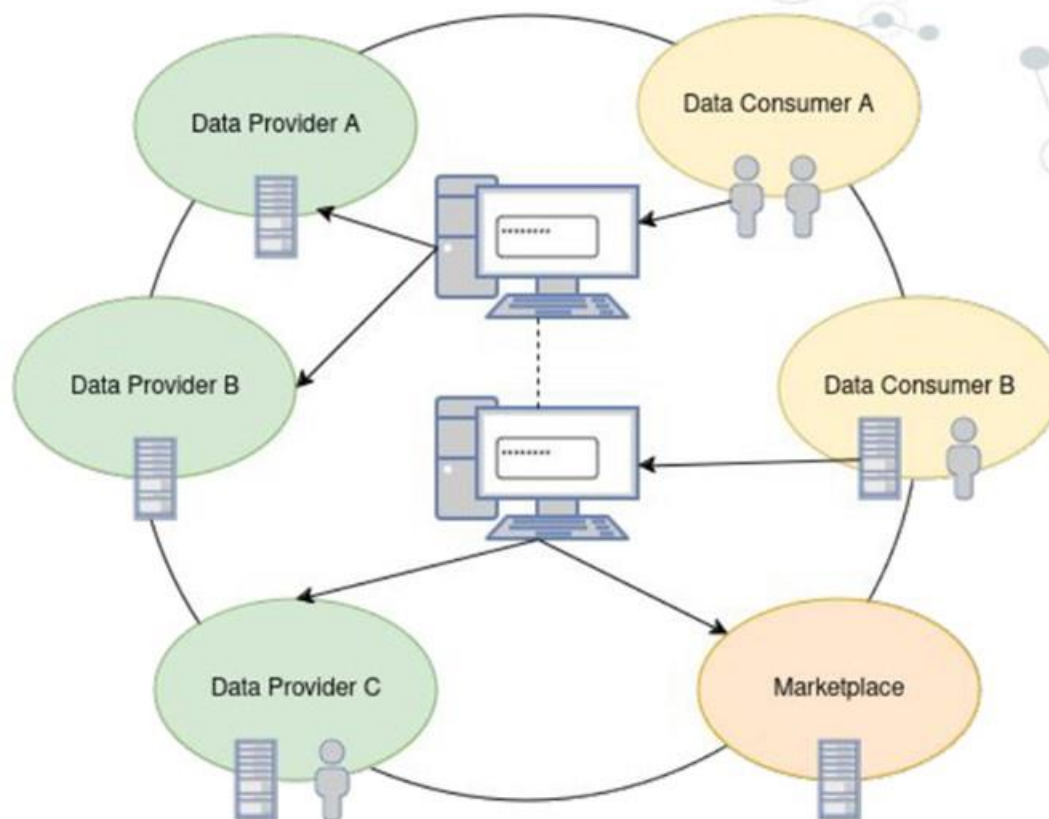 Data Provider A
Data Consumer A
********
Data Provider B
Data Consumer B
********
Data Provider C
Marketplace